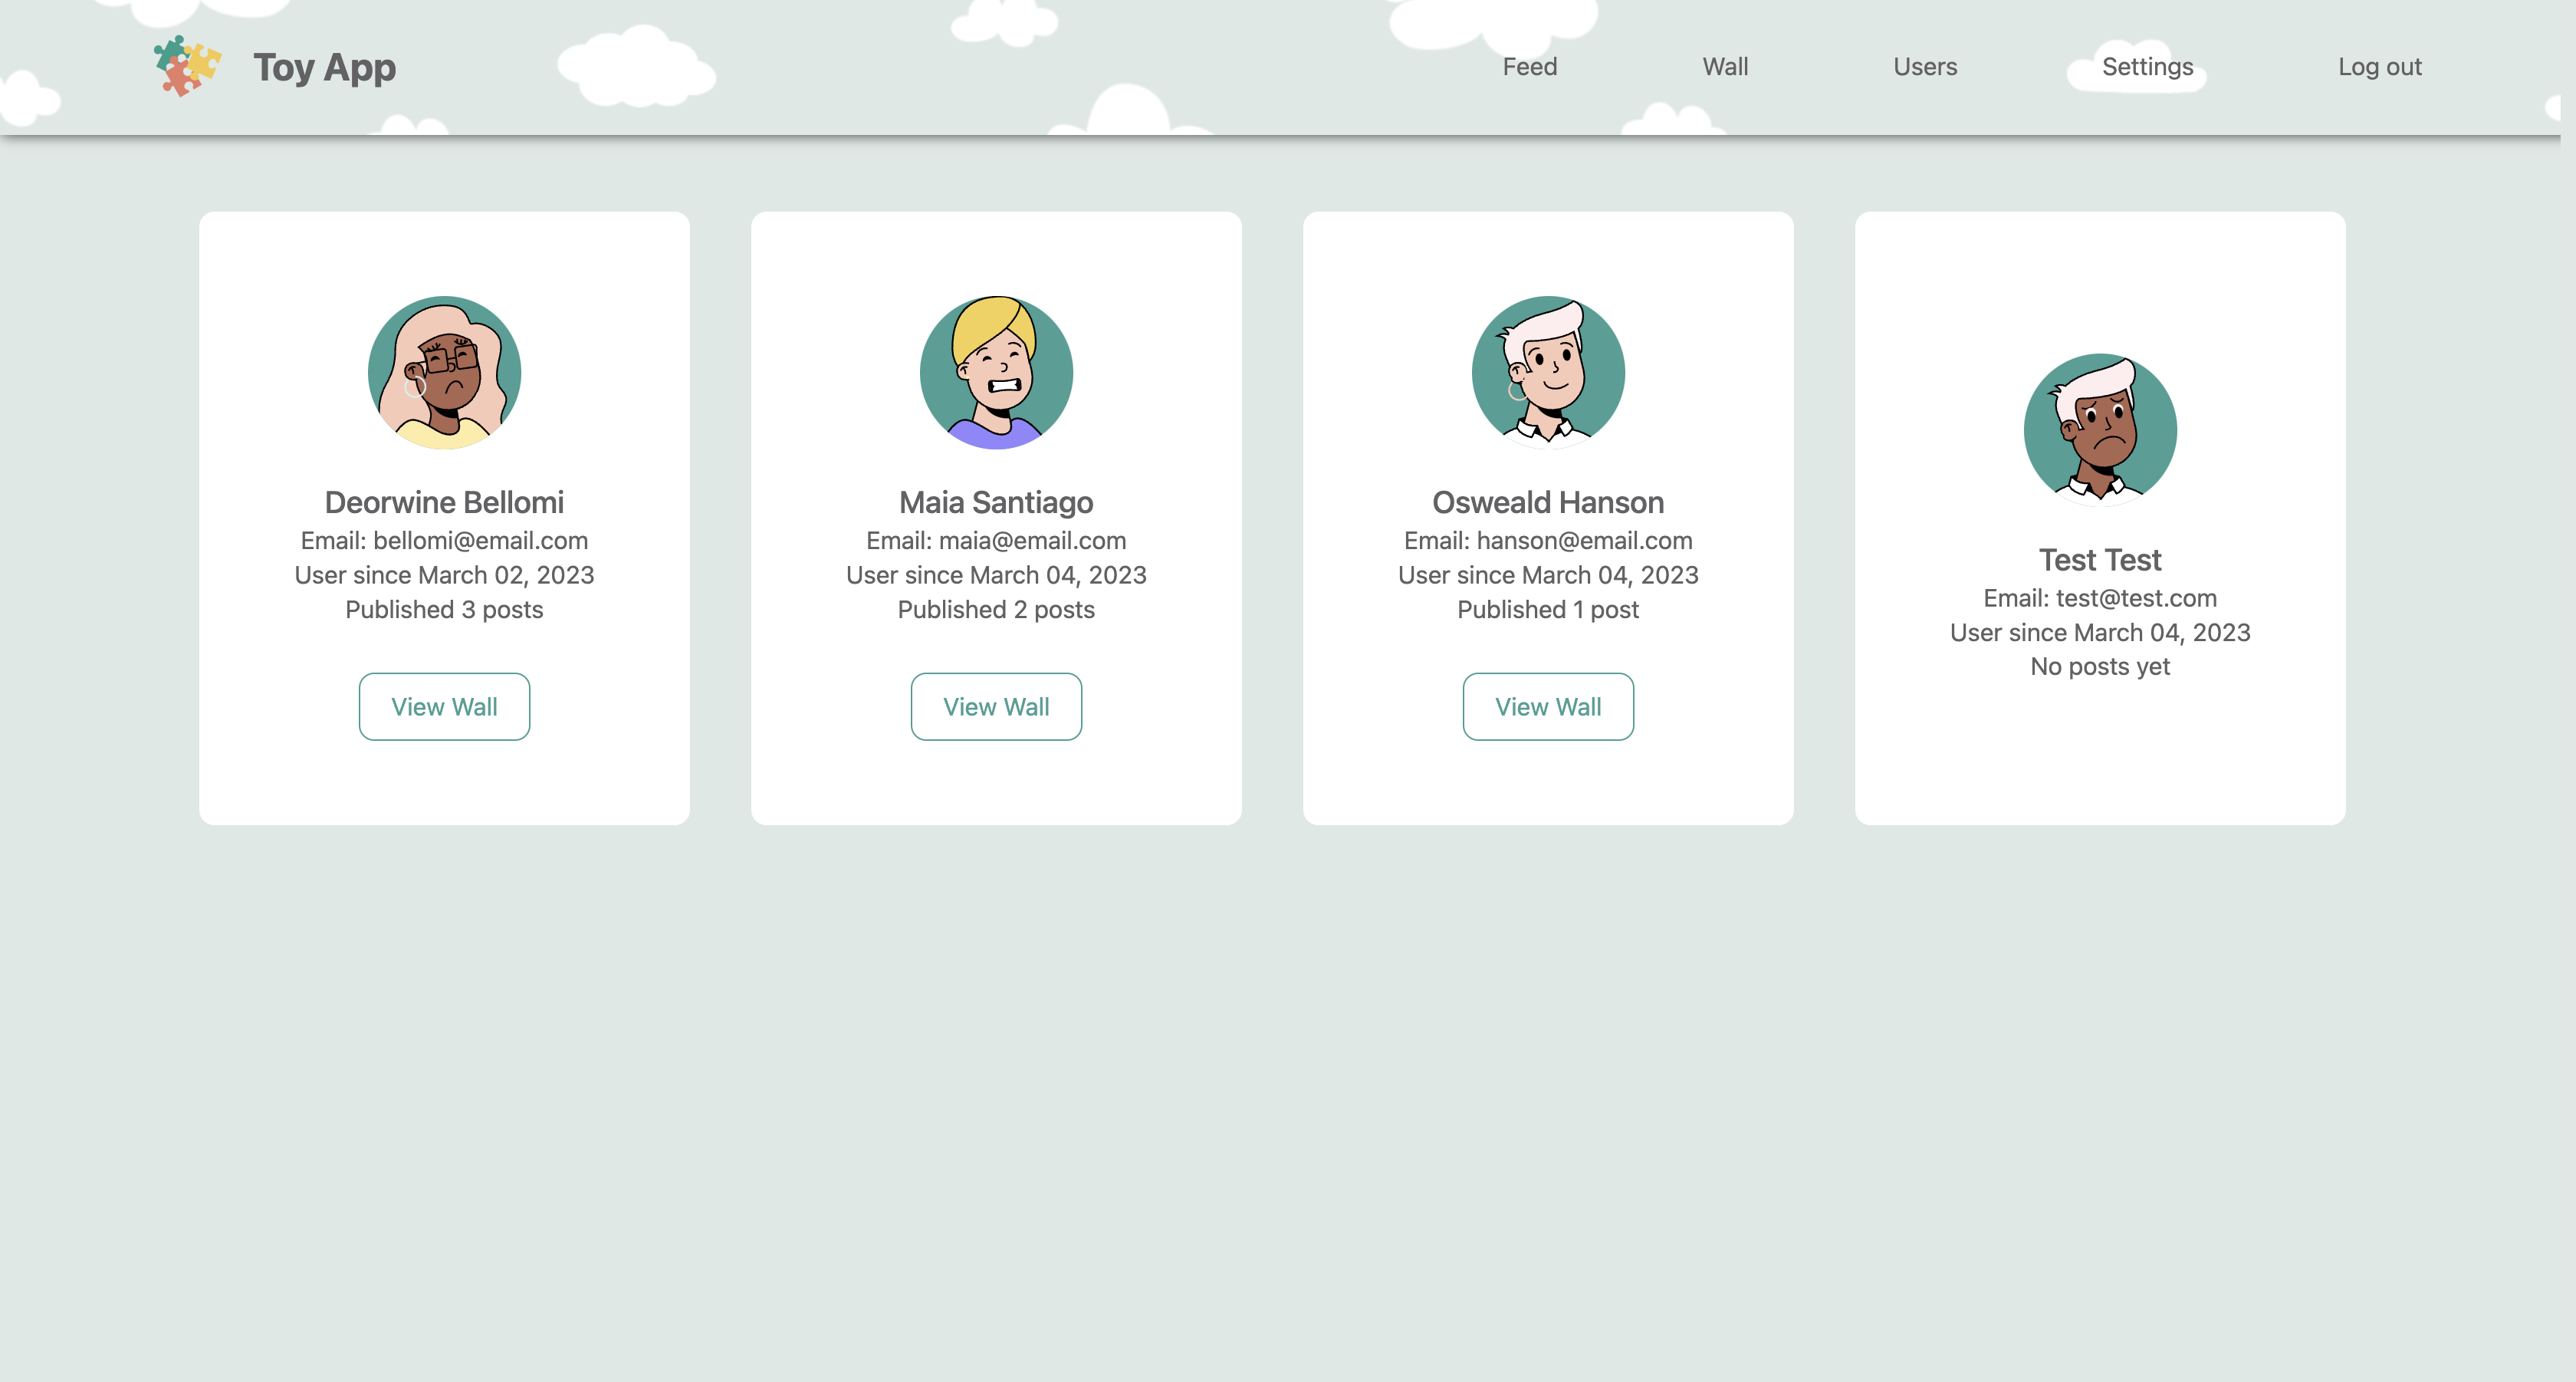 Toy App
Feed
Wall
Users
Settings
Log out
Deorwine Bellomi
Email: bellomi@email.com
User since March 02, 2023
Published 3 posts
View Wall
Maia Santiago
Email: maia@email.com
User since March 04, 2023
Published 2 posts
View Wall
Osweald Hanson
Email: hanson@email.com
User since March 04, 2023
Published 1 post
View Wall
Test Test
Email: test@test.com
User since March 04, 2023
No posts yet